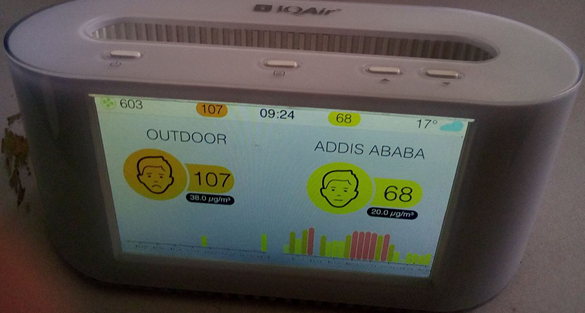 IQAir
603 107 09:24 68 17°
OUTDOOR ADDIS ABABA
107 68
38.0 µg/m³ 20.0 µg/m³